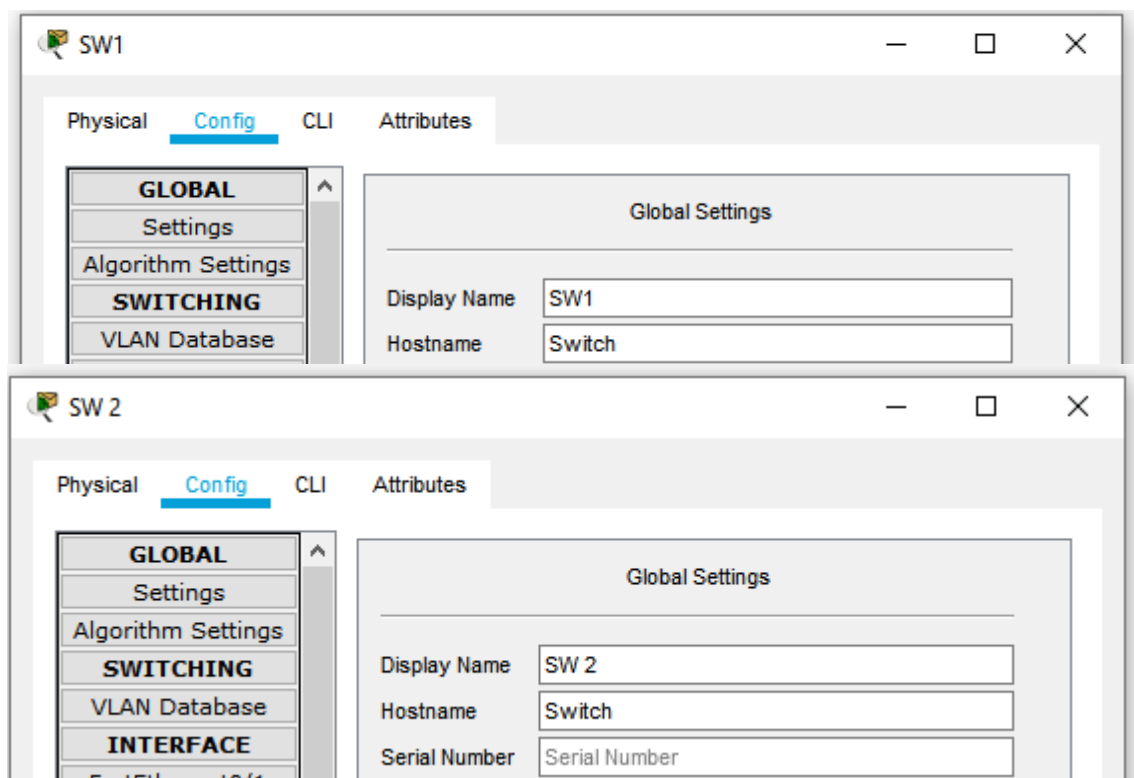 SW1
Physical Config CLI Attributes
GLOBAL
Settings
Algorithm Settings
SWITCHING
VLAN Database
Global Settings
Display Name SW1
Hostname Switch
SW 2
Physical Config CLI Attributes
GLOBAL
Settings
Algorithm Settings
SWITCHING
VLAN Database
INTERFACE
Global Settings
Display Name SW 2
Hostname Switch
Serial Number Serial Number